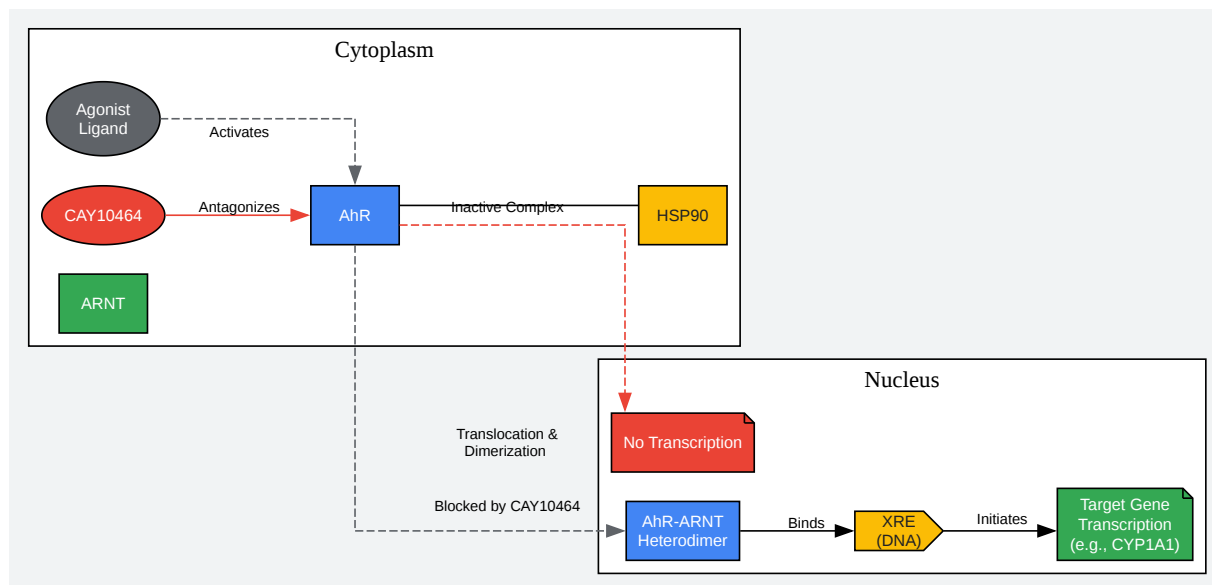 Cytoplasm
Agonist
Ligand
Activates
CAY10464
Antagonizes
AhR
Inactive Complex
HSP90
ARNT
Nucleus
No Transcription
Translocation &
Dimerization
Blocked by CAY10464
AhR-ARNT
Heterodimer
Binds
XRE
(DNA)
Initiates
Target Gene
Transcription
(e.g., CYP1A1)